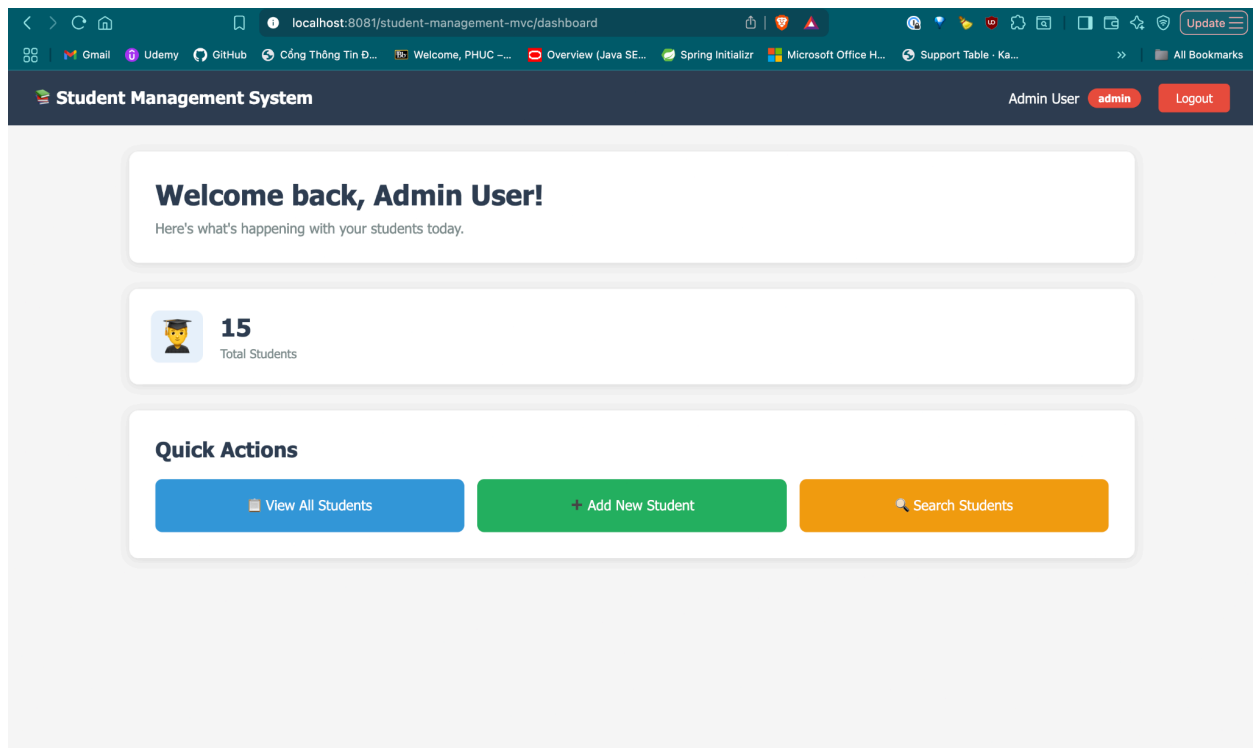 localhost:8081/student-management-mvc/dashboard
Update
Gmail
Udemy
GitHub
Cổng Thông Tin Đ...
Welcome, PHUC –...
Overview (Java SE...
Spring Initializr
Microsoft Office H...
Support Table · Ka...
»
All Bookmarks
Student Management System
Admin User
admin
Logout
Welcome back, Admin User!
Here's what's happening with your students today.
15
Total Students
Quick Actions
View All Students
Add New Student
Search Students